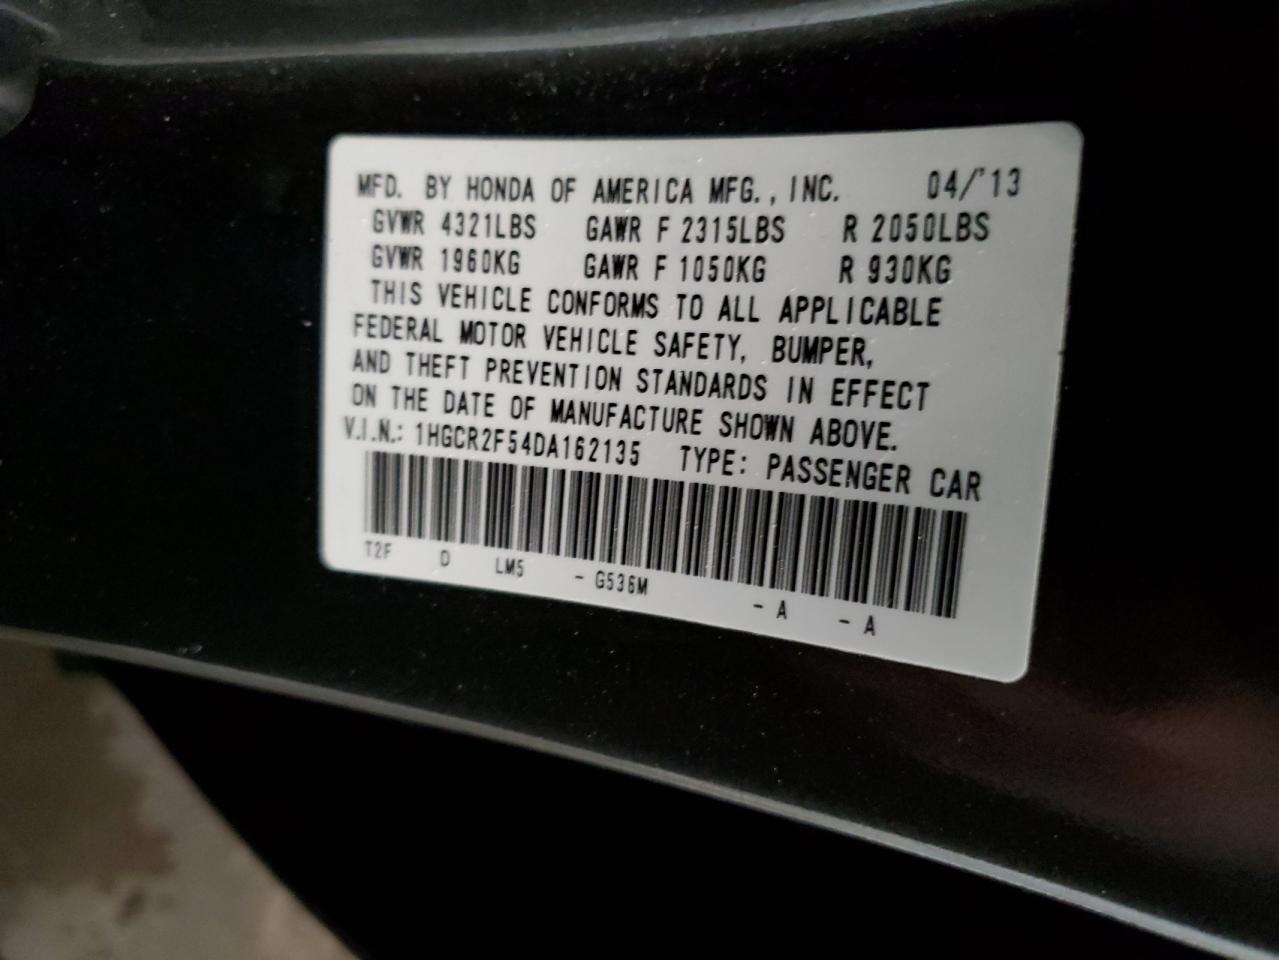 MFD. BY HONDA OF AMERICA MFG., INC. 04/'13
GVWR 4321LBS GAWR F 2315LBS R 2050LBS
GVWR 1960KG GAWR F 1050KG R 930KG
THIS VEHICLE CONFORMS TO ALL APPLICABLE
FEDERAL MOTOR VEHICLE SAFETY, BUMPER,
AND THEFT PREVENTION STANDARDS IN EFFECT
ON THE DATE OF MANUFACTURE SHOWN ABOVE.
V.I.N.: 1HGCR2F54DA162135 TYPE: PASSENGER CAR
T2F D LM5 - G536M - A - A